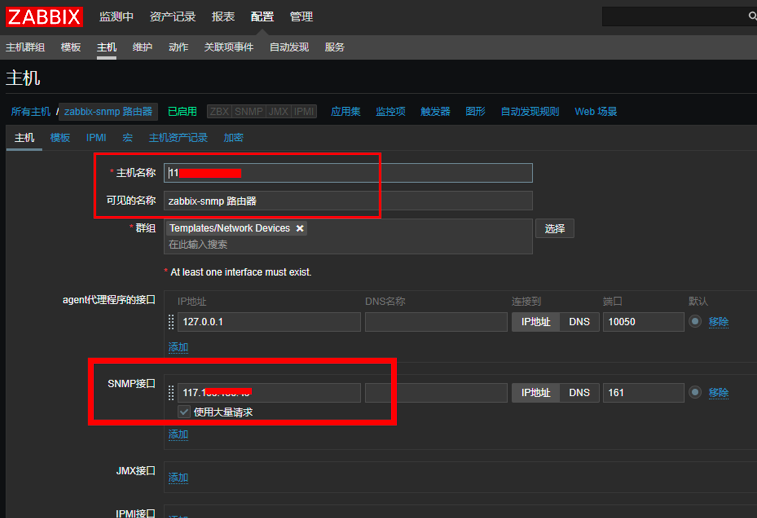 ZABBIX 监测中 资产记录 报表 配置 管理
主机群组 模板 主机 维护 动作 关联项事件 自动发现 服务
主机
所有主机 / zabbix-snmp 路由器 已启用 ZBX SNMP JMX IPMI 应用集 监控项 触发器 图形 自动发现规则 Web 场景
主机 模板 IPMI 宏 主机资产记录 加密
* 主机名称 11
可见的名称 zabbix-snmp 路由器
* 群组 Templates/Network Devices ✕ 选择
在此输入搜索
* At least one interface must exist.
agent代理程序的接口 IP地址 DNS名称 连接到 端口 默认
127.0.0.1 IP地址 DNS 10050 移除
添加
SNMP接口 117.1 IP地址 DNS 161 移除
使用大量请求
添加
JMX接口 添加
IPMI接口 添加